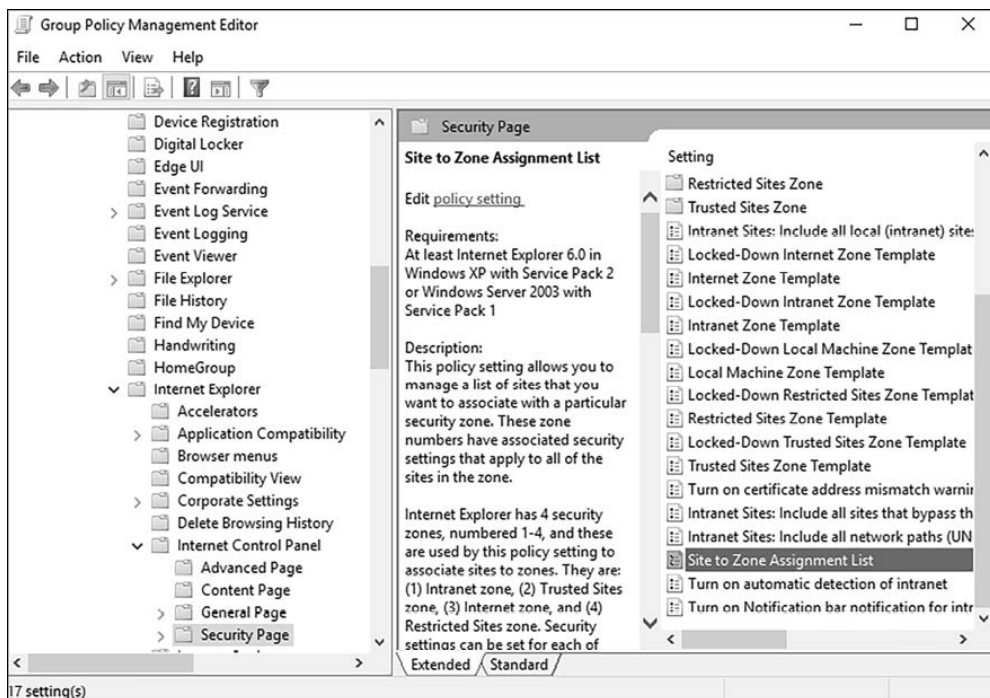 Group Policy Management Editor
File Action View Help
Device Registration
Digital Locker
Edge UI
Event Forwarding
Event Log Service
Event Logging
Event Viewer
File Explorer
File History
Find My Device
Handwriting
HomeGroup
Internet Explorer
Accelerators
Application Compatibility
Browser menus
Compatibility View
Corporate Settings
Delete Browsing History
Internet Control Panel
Advanced Page
Content Page
General Page
Security Page
Security Page
Site to Zone Assignment List
Edit policy setting
Requirements:
At least Internet Explorer 6.0 in
Windows XP with Service Pack 2
or Windows Server 2003 with
Service Pack 1
Description:
This policy setting allows you to
manage a list of sites that you
want to associate with a particular
security zone. These zone
numbers have associated security
settings that apply to all of the
sites in the zone.
Internet Explorer has 4 security
zones, numbered 1-4, and these
are used by this policy setting to
associate sites to zones. They are:
(1) Intranet zone, (2) Trusted Sites
zone, (3) Internet zone, and (4)
Restricted Sites zone. Security
settings can be set for each of
Setting
Restricted Sites Zone
Trusted Sites Zone
Intranet Sites: Include all local (intranet) sites
Locked-Down Internet Zone Template
Internet Zone Template
Locked-Down Intranet Zone Template
Intranet Zone Template
Locked-Down Local Machine Zone Templat
Local Machine Zone Template
Locked-Down Restricted Sites Zone Templat
Restricted Sites Zone Template
Locked-Down Trusted Sites Zone Template
Trusted Sites Zone Template
Turn on certificate address mismatch warnin
Intranet Sites: Include all sites that bypass th
Intranet Sites: Include all network paths (UN
Site to Zone Assignment List
Turn on automatic detection of intranet
Turn on Notification bar notification for intr
Extended Standard
17 setting(s)